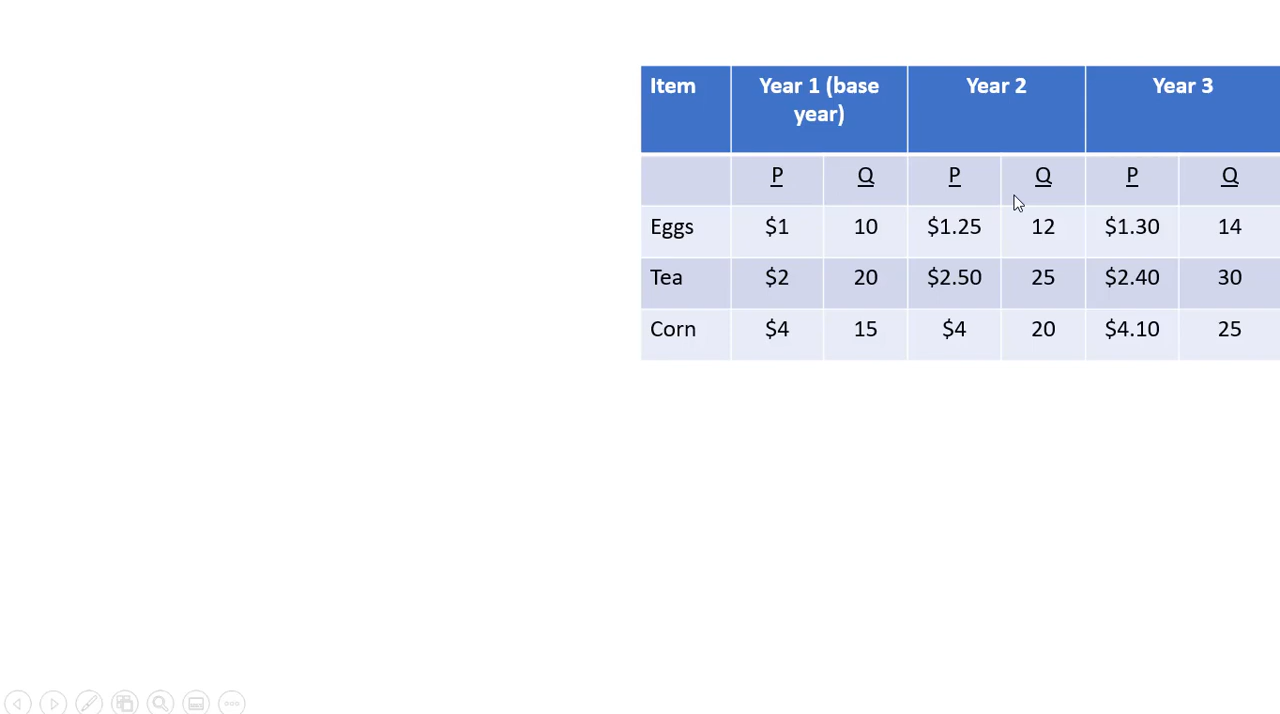 Item Year 1 (base year) Year 2 Year 3
P Q P Q P Q
Eggs $1 10 $1.25 12 $1.30 14
Tea $2 20 $2.50 25 $2.40 30
Corn $4 15 $4 20 $4.10 25